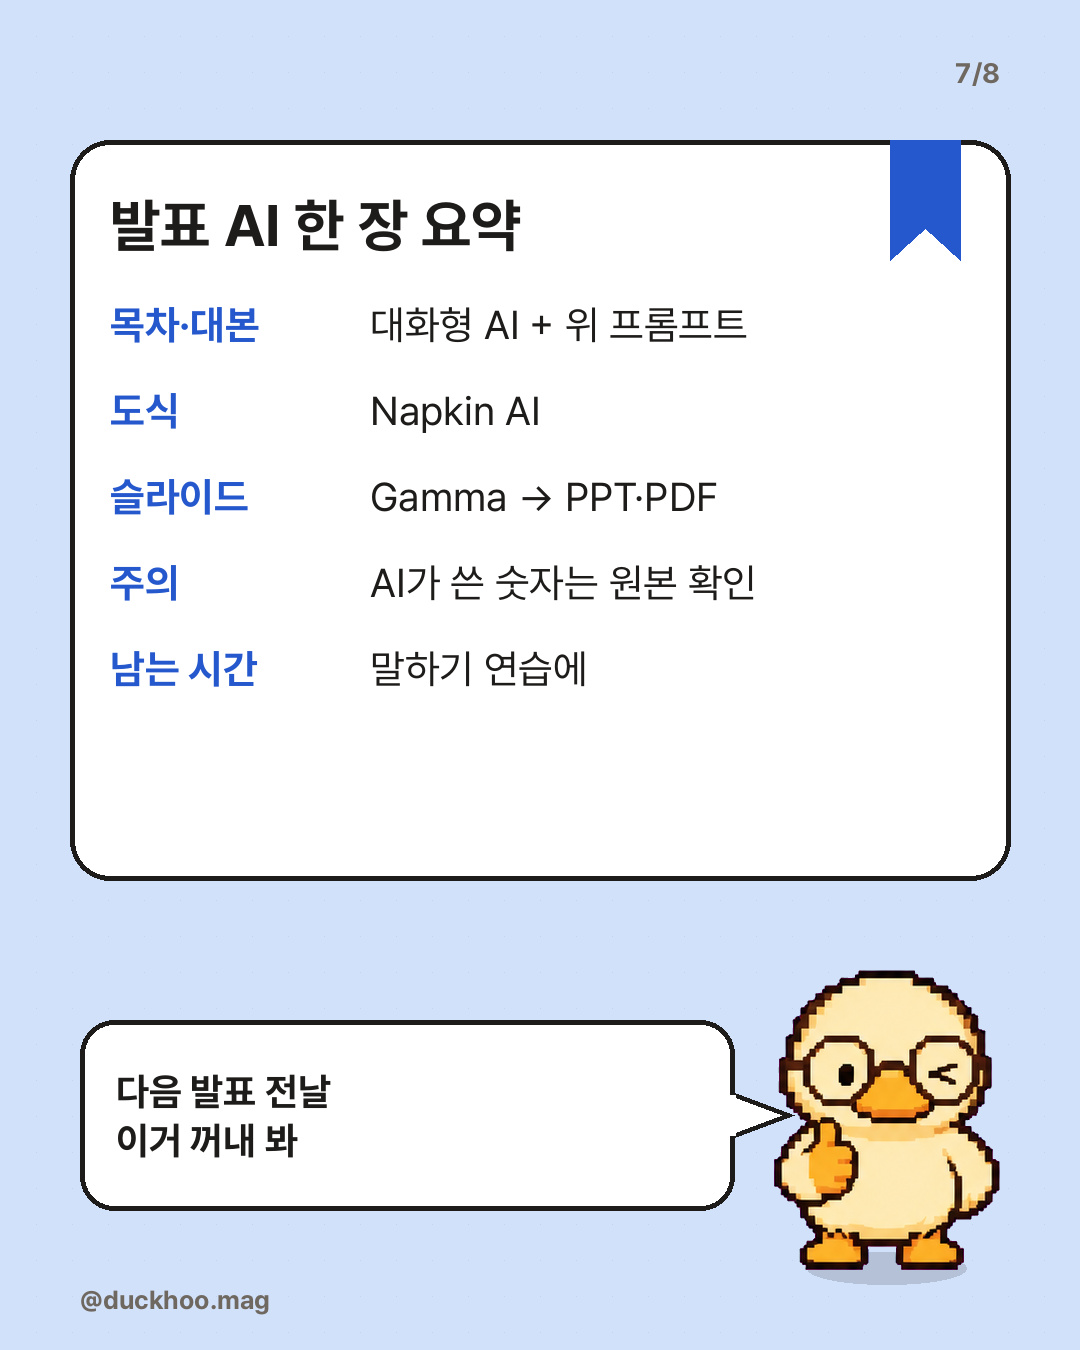 7/8
발표 AI 한 장 요약
목차·대본 대화형 AI + 위 프롬프트
도식 Napkin AI
슬라이드 Gamma → PPT·PDF
주의 AI가 쓴 숫자는 원본 확인
남는 시간 말하기 연습에
다음 발표 전날
이거 꺼내 봐
@duckhoo.mag